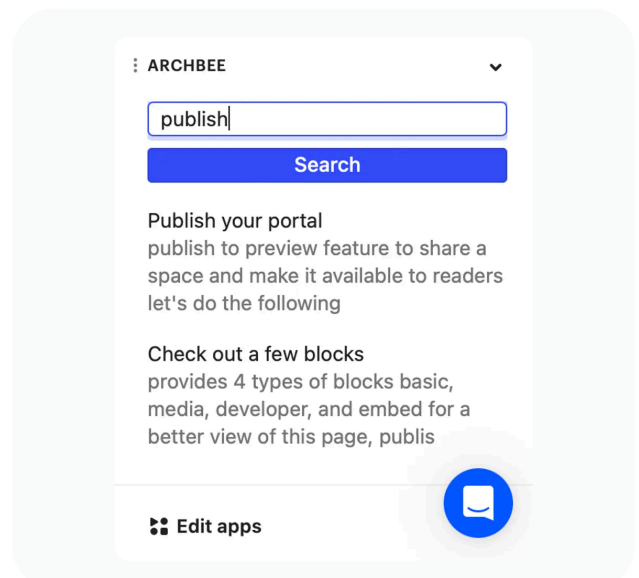 ARCHBEE
publish
Search
Publish your portal
publish to preview feature to share a
space and make it available to readers
let's do the following
Check out a few blocks
provides 4 types of blocks basic,
media, developer, and embed for a
better view of this page, publis
Edit apps